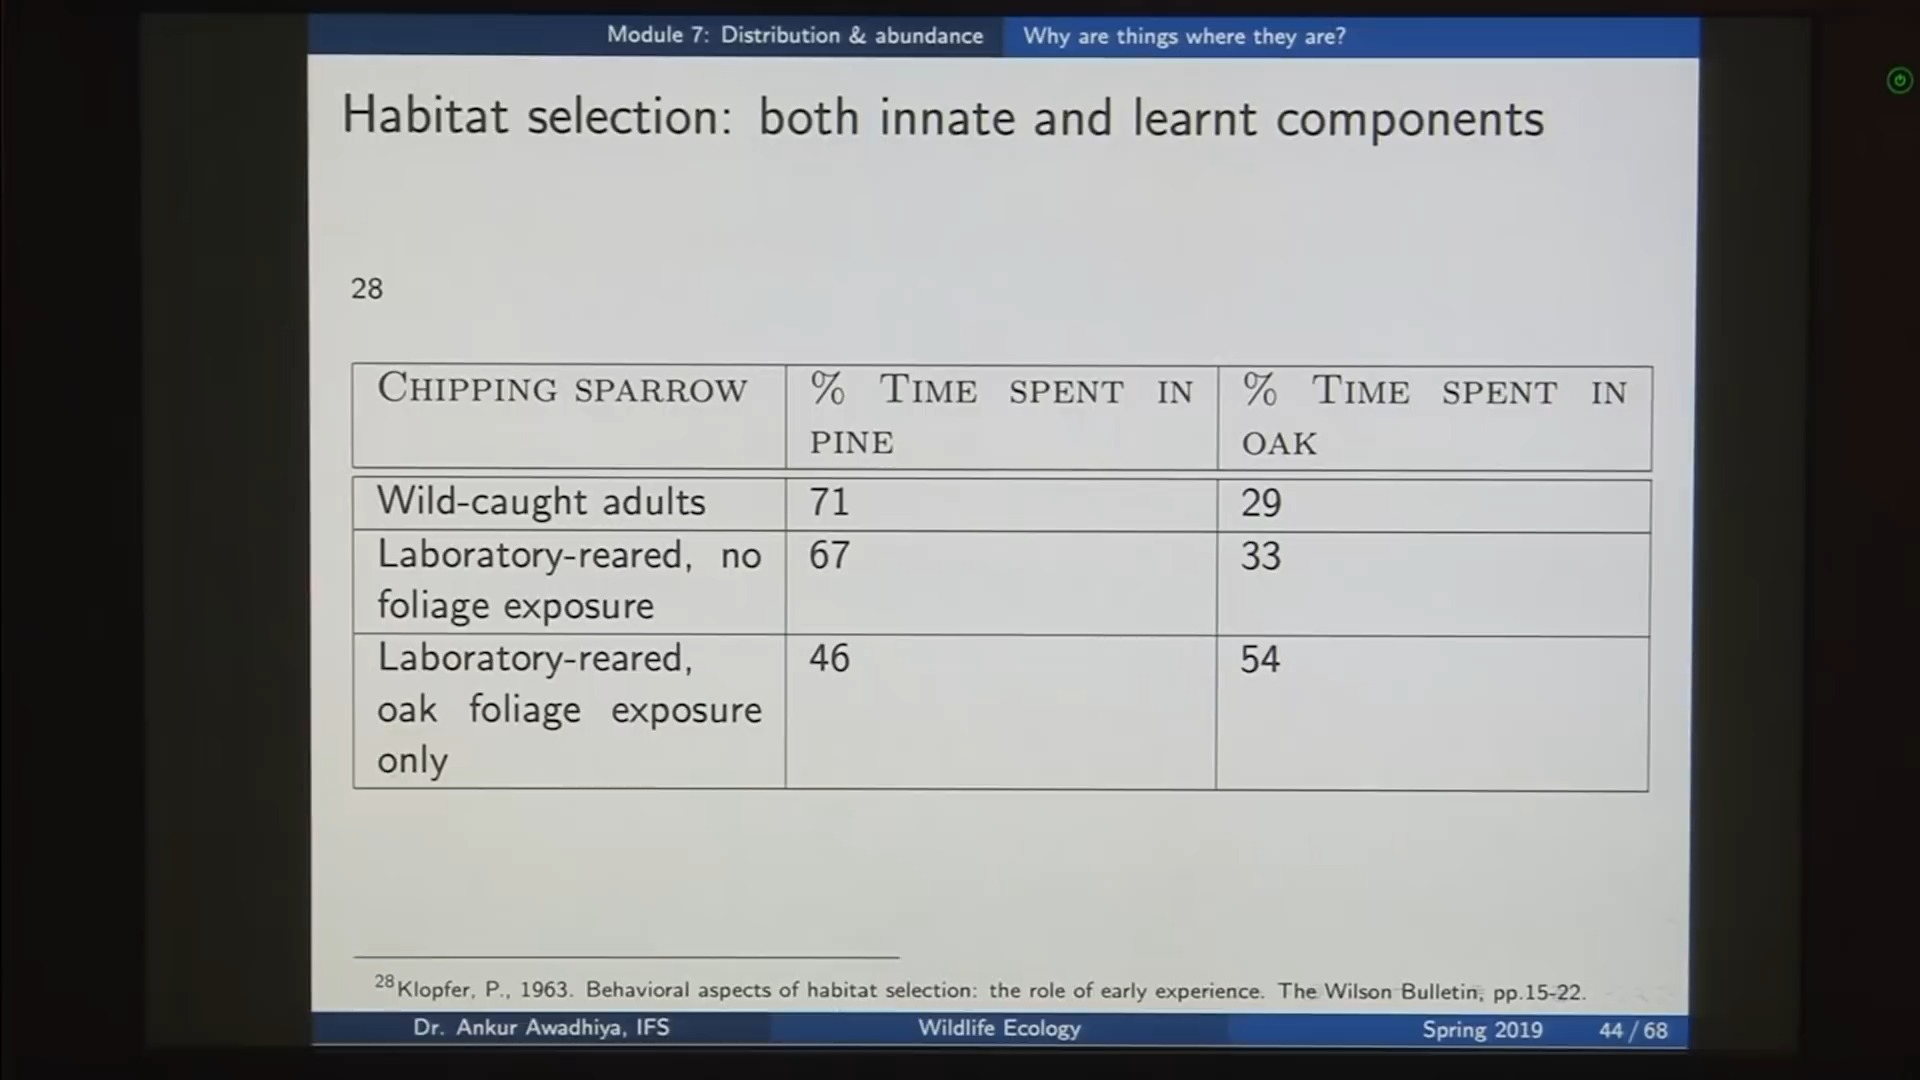 Module 7: Distribution & abundance Why are things where they are?
Habitat selection: both innate and learnt components
28
CHIPPING SPARROW % TIME SPENT IN PINE % TIME SPENT IN OAK
Wild-caught adults 71 29
Laboratory-reared, no foliage exposure 67 33
Laboratory-reared, oak foliage exposure only 46 54
28Klopfer, P., 1963. Behavioral aspects of habitat selection: the role of early experience. The Wilson Bulletin, pp.15-22.
Dr. Ankur Awadhiya, IFS Wildlife Ecology Spring 2019 44 / 68